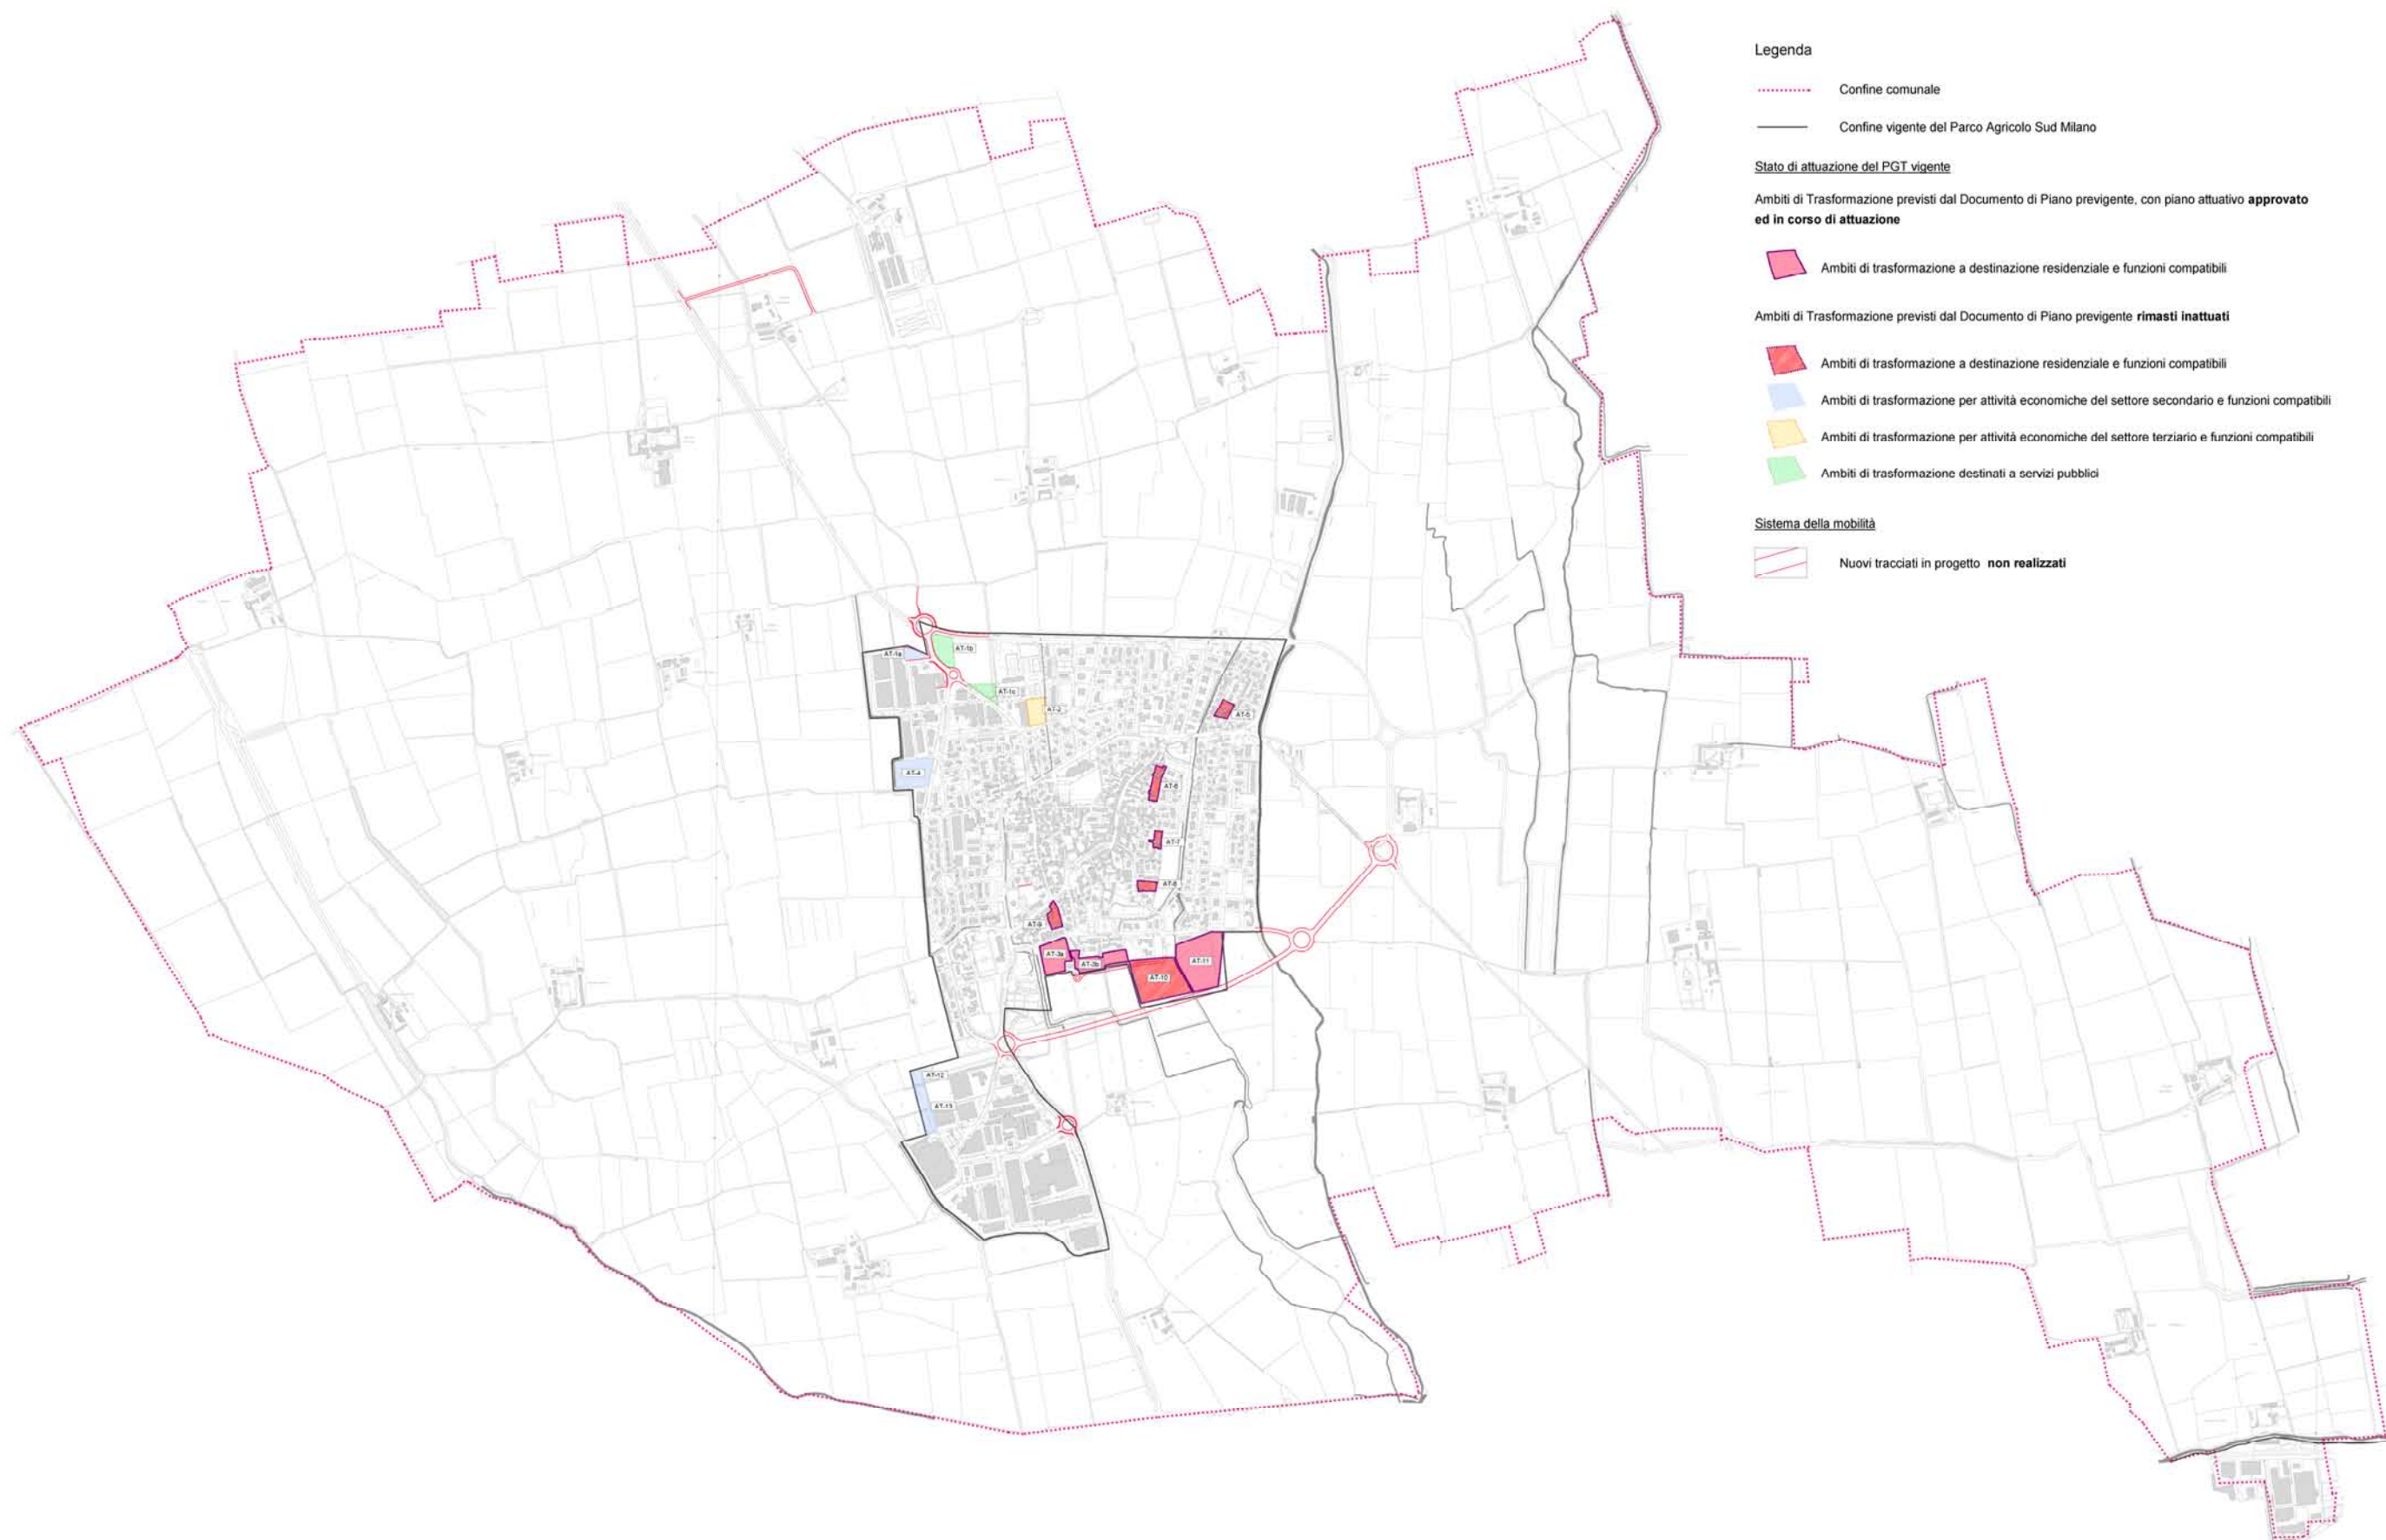 Legenda
Confine comunale
Confine vigente del Parco Agricolo Sud Milano
Stato di attuazione del PGT vigente
Ambiti di Trasformazione previsti dal Documento di Piano previgente, con piano attuativo approvato
ed in corso di attuazione
Ambiti di trasformazione a destinazione residenziale e funzioni compatibili
Ambiti di Trasformazione previsti dal Documento di Piano previgente rimasti inattuati
Ambiti di trasformazione a destinazione residenziale e funzioni compatibili
Ambiti di trasformazione per attività economiche del settore secondario e funzioni compatibili
Ambiti di trasformazione per attività economiche del settore terziario e funzioni compatibili
Ambiti di trasformazione destinati a servizi pubblici
Sistema della mobilità
Nuovi tracciati in progetto non realizzati
AT-1a
AT-1b
AT-1c
AT-2
AT-5
AT-4
AT-6
AT-7
AT-8
AT-9
AT-3a
AT-3b
AT-10
AT-11
AT-12
AT-13